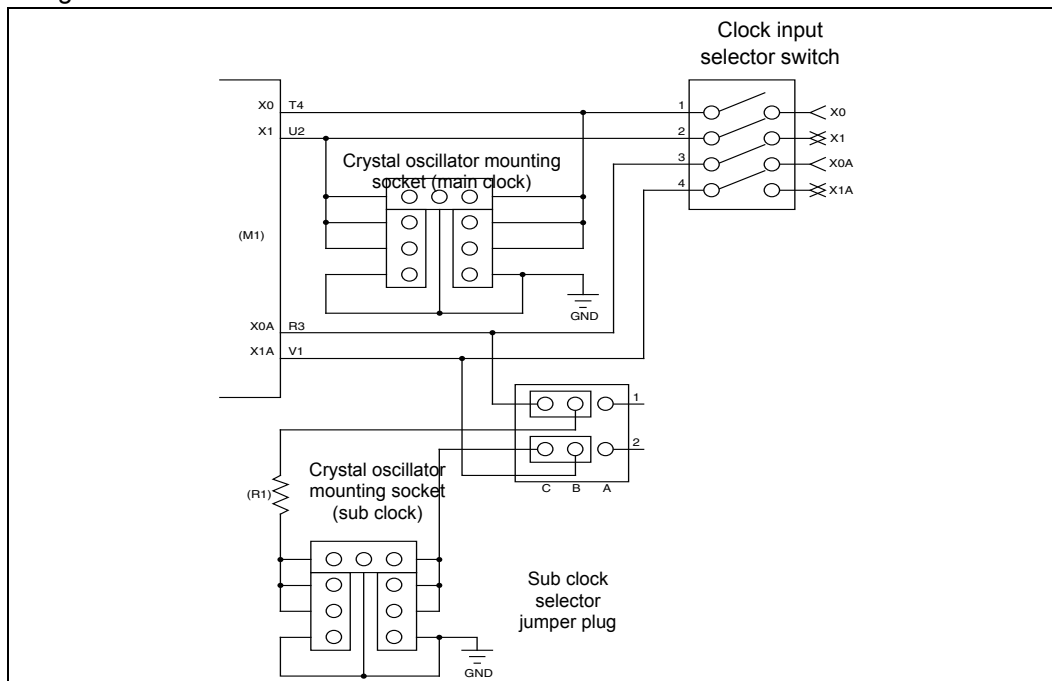 Clock input
selector switch
X0 T4
X1 U2
1
2
3
4
X0
X1
X0A
X1A
Crystal oscillator mounting
socket (main clock)
(M1)
GND
X0A R3
X1A V1
1
2
C B A
Crystal oscillator
mounting socket
(sub clock)
(R1)
Sub clock
selector
jumper plug
GND